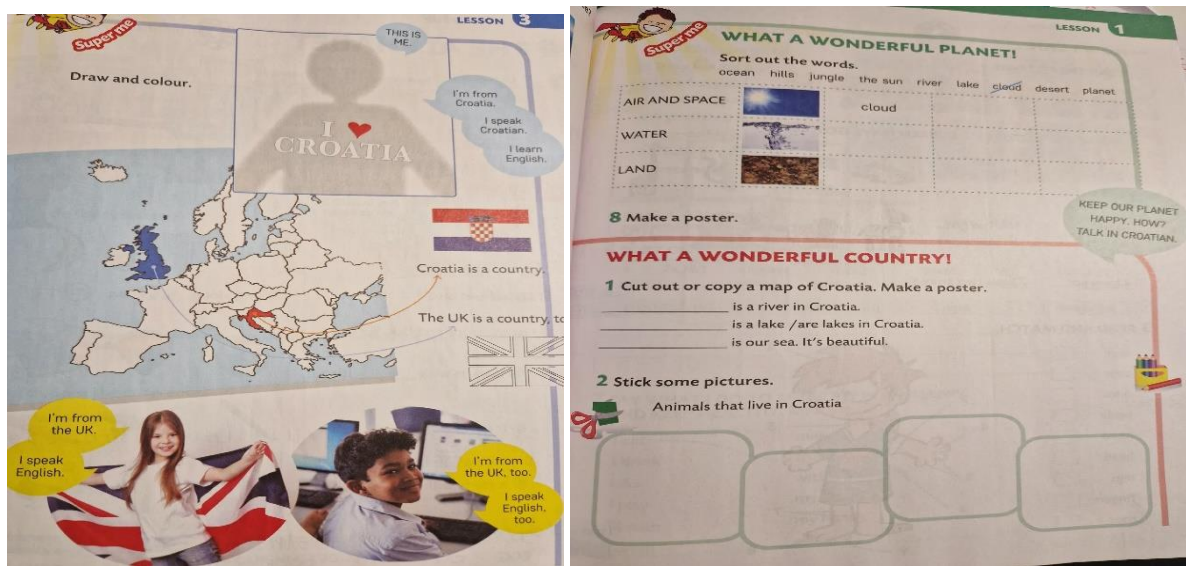 Super me
LESSON 3
THIS IS
ME.
Draw and colour.
I'm from
Croatia.
I speak
Croatian.
I learn
English.
I ❤
CROATIA
Croatia is a country.
The UK is a country,
I'm from
the UK.
I speak
English.
I'm from
the UK, too.
I speak
English,
too.
Super me
LESSON 1
WHAT A WONDERFUL PLANET!
Sort out the words.
ocean hills jungle the sun river lake cloud desert planet
AIR AND SPACE cloud
WATER
LAND
8 Make a poster.
KEEP OUR PLANET
HAPPY. HOW?
TALK IN CROATIAN.
WHAT A WONDERFUL COUNTRY!
1 Cut out or copy a map of Croatia. Make a poster.
____________ is a river in Croatia.
____________ is a lake /are lakes in Croatia.
____________ is our sea. It's beautiful.
2 Stick some pictures.
Animals that live in Croatia